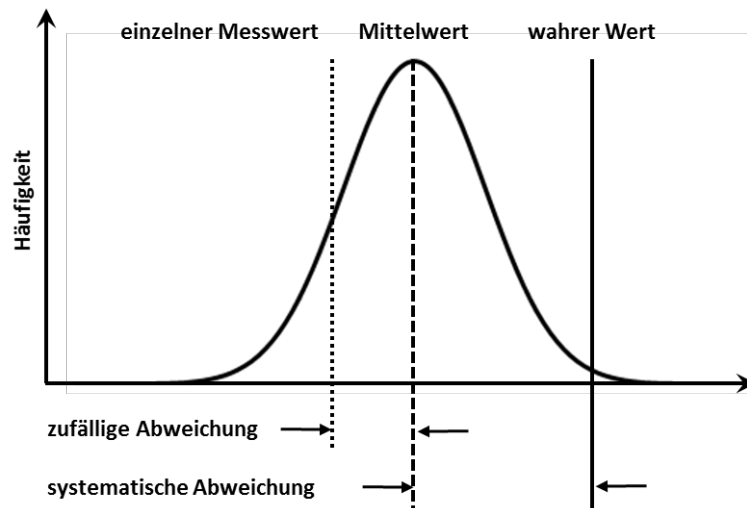 einzelner Messwert
Mittelwert
wahrer Wert
Häufigkeit
zufällige Abweichung
systematische Abweichung